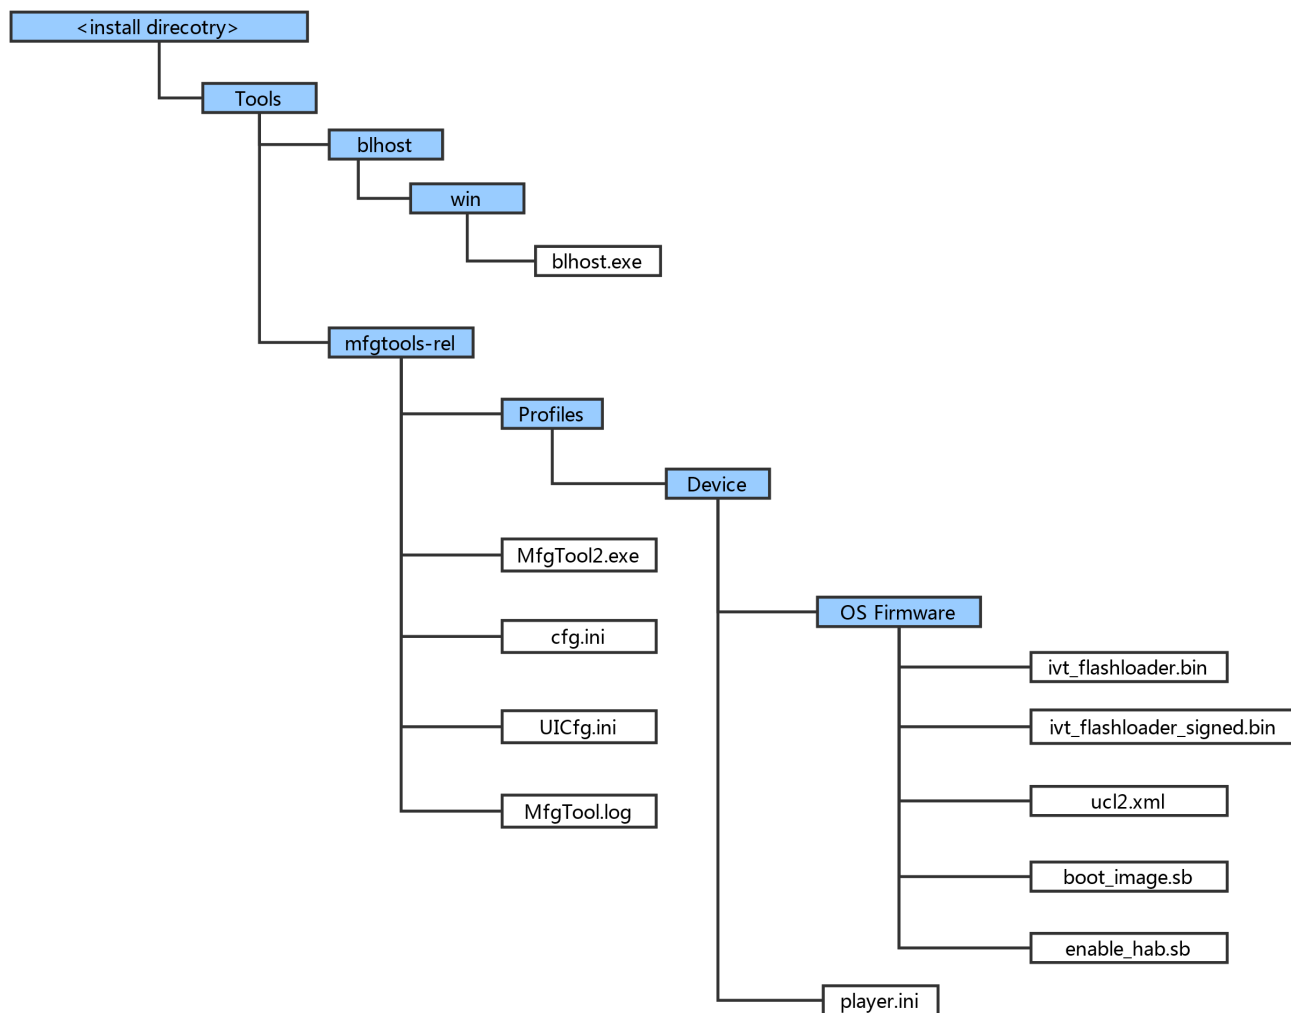 <install direcotry>
Tools
blhost
win
blhost.exe
mfgtools-rel
Profiles
Device
MfgTool2.exe
OS Firmware
cfg.ini
ivt_flashloader.bin
UICfg.ini
ivt_flashloader_signed.bin
ucl2.xml
MfgTool.log
boot_image.sb
enable_hab.sb
player.ini